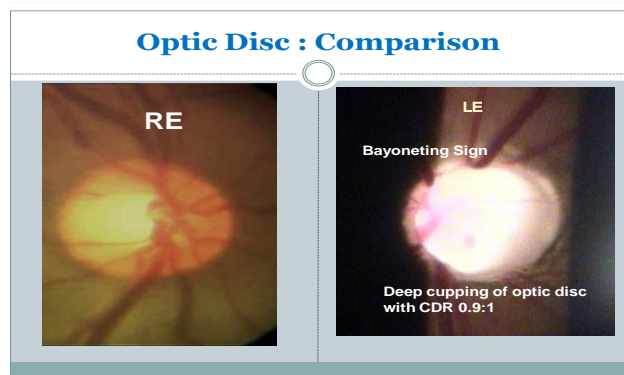 Optic Disc : Comparison
RE
LE
Bayoneting Sign
Deep cupping of optic disc
with CDR 0.9:1